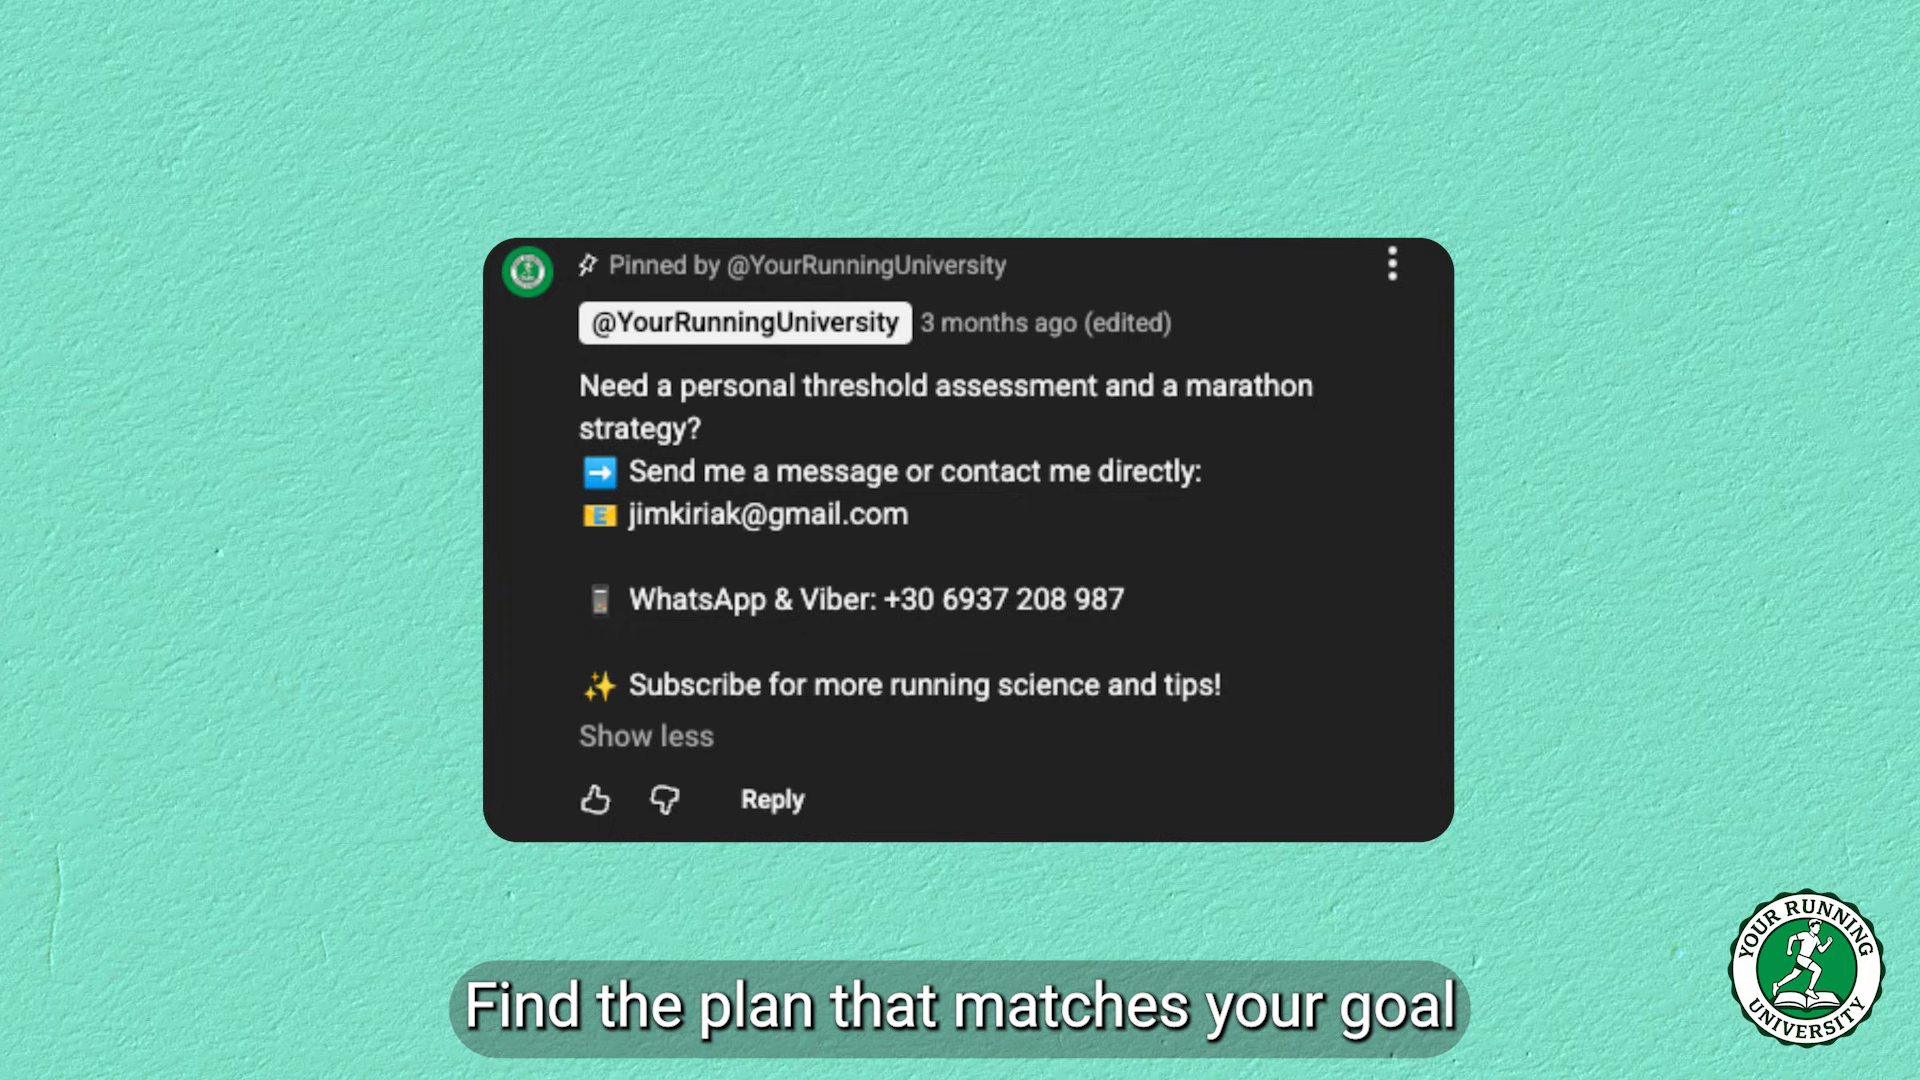 Pinned by @YourRunningUniversity
@YourRunningUniversity 3 months ago (edited)
Need a personal threshold assessment and a marathon
strategy?
➡️ Send me a message or contact me directly:
📧 jimkiriak@gmail.com
📱 WhatsApp & Viber: +30 6937 208 987
✨ Subscribe for more running science and tips!
Show less
Reply
YOUR RUNNING
UNIVERSITY
Find the plan that matches your goal